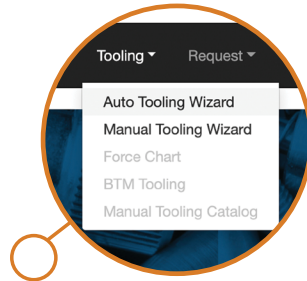 Tooling Request
Auto Tooling Wizard
Manual Tooling Wizard
Force Chart
BTM Tooling
Manual Tooling Catalog